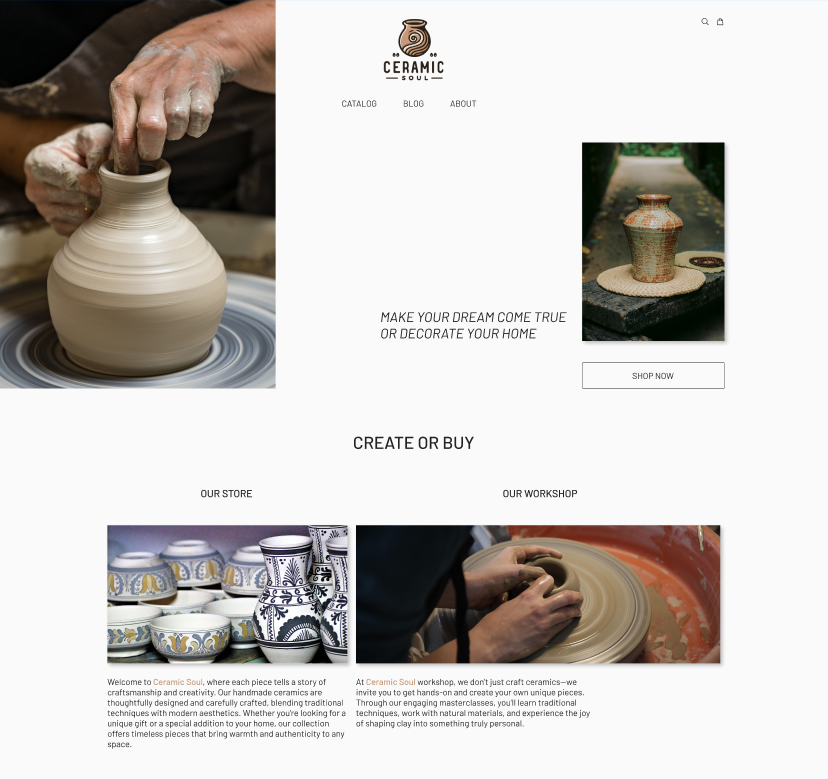 CERAMIC
SOUL
CATALOG BLOG ABOUT
MAKE YOUR DREAM COME TRUE
OR DECORATE YOUR HOME
SHOP NOW
CREATE OR BUY
OUR STORE
OUR WORKSHOP
Welcome to Ceramic Soul, where each piece tells a story of
craftsmanship and creativity. Our handmade ceramics are
thoughtfully designed and carefully crafted, blending traditional
techniques with modern aesthetics. Whether you're looking for a
unique gift or a special addition to your home, our collection
offers timeless pieces that bring warmth and authenticity to any
space.
At Ceramic Soul workshop, we don't just craft ceramics—we
invite you to get hands-on and create your own unique pieces.
Through our engaging masterclasses, you'll learn traditional
techniques, work with natural materials, and experience the joy
of shaping clay into something truly personal.